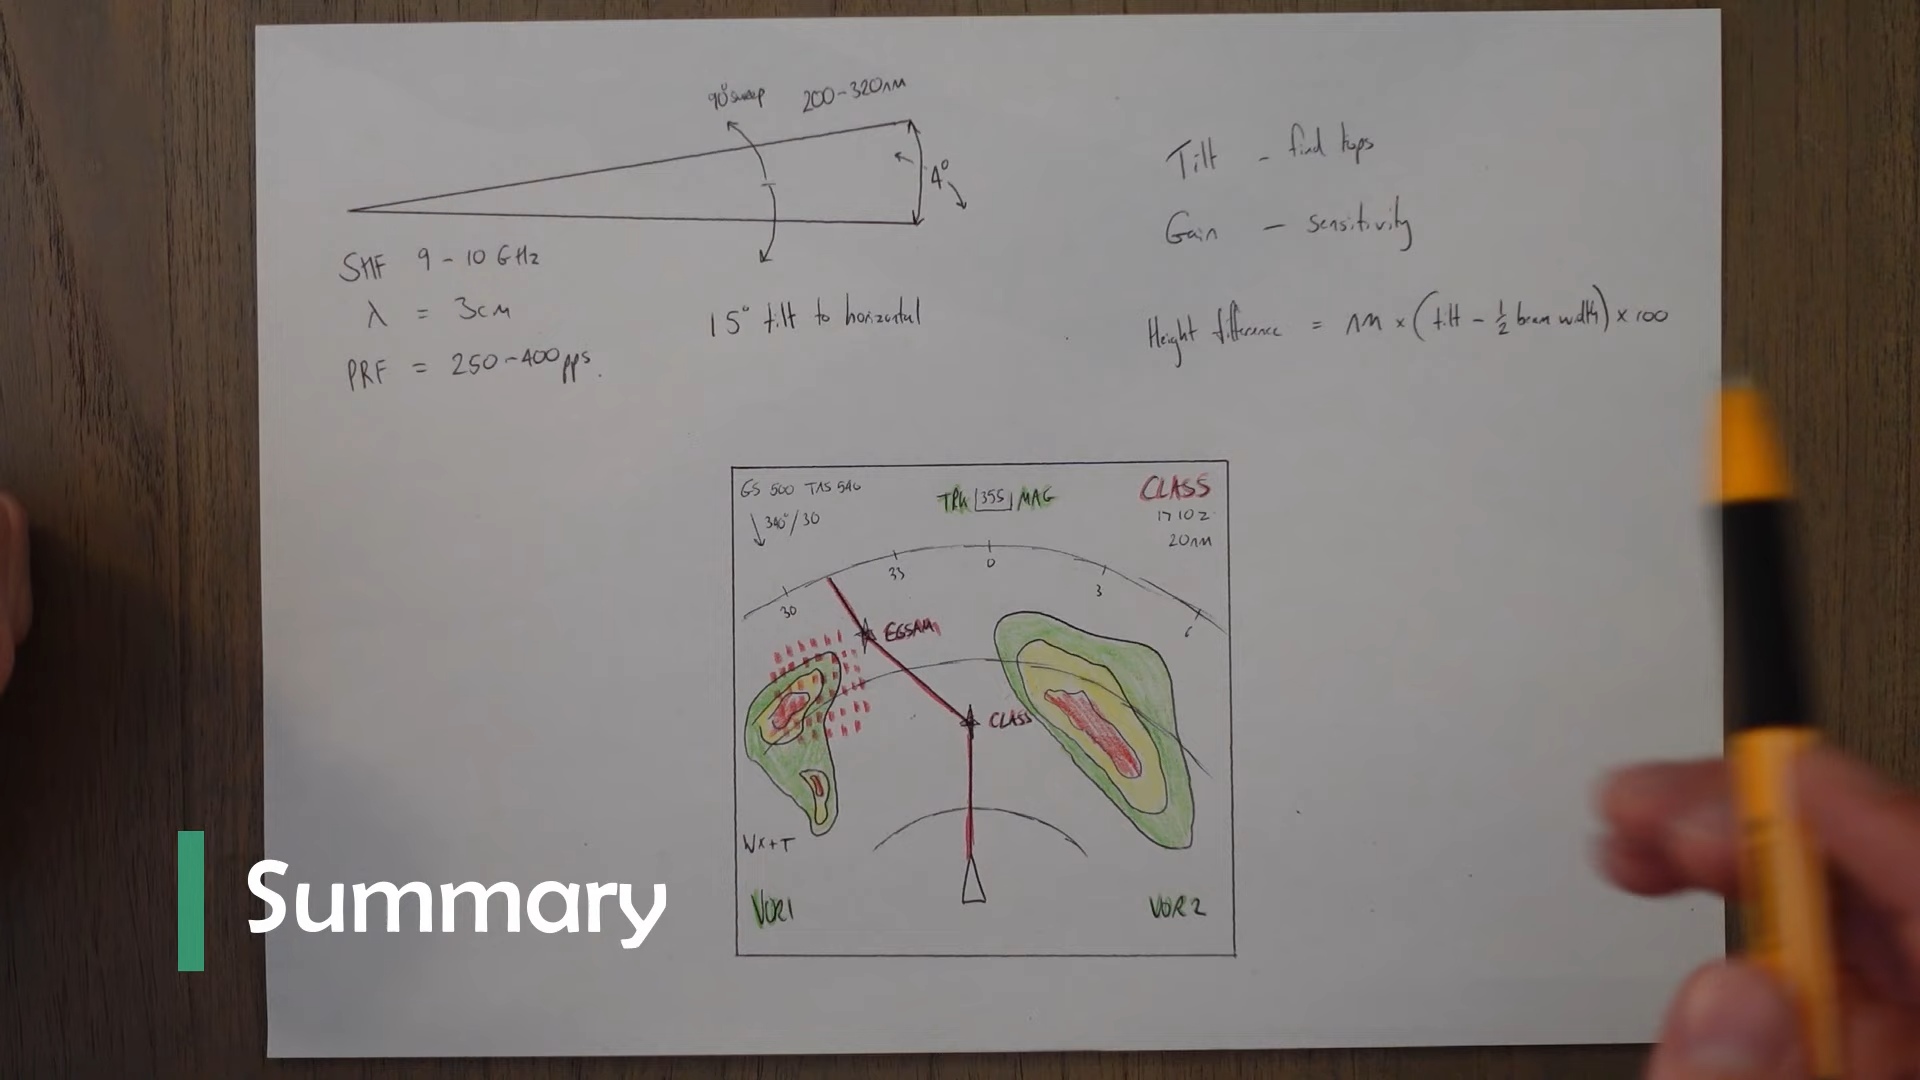 90° sweep 200-320nm
4°
SHF 9-10 GHz
λ = 3cm
PRF = 250-400pps.
15° tilt to horizontal
Tilt - find tops
Gain - sensitivity
Height difference = NM × (tilt - 1/2 beam width) × 100
GS 500 TAS 540
340°/30
TRK 355 MAG
CLASS
1710Z
20nm
30
33
0
3
6
EGSAM
CLASS
WX+T
VOR1
VOR2
Summary